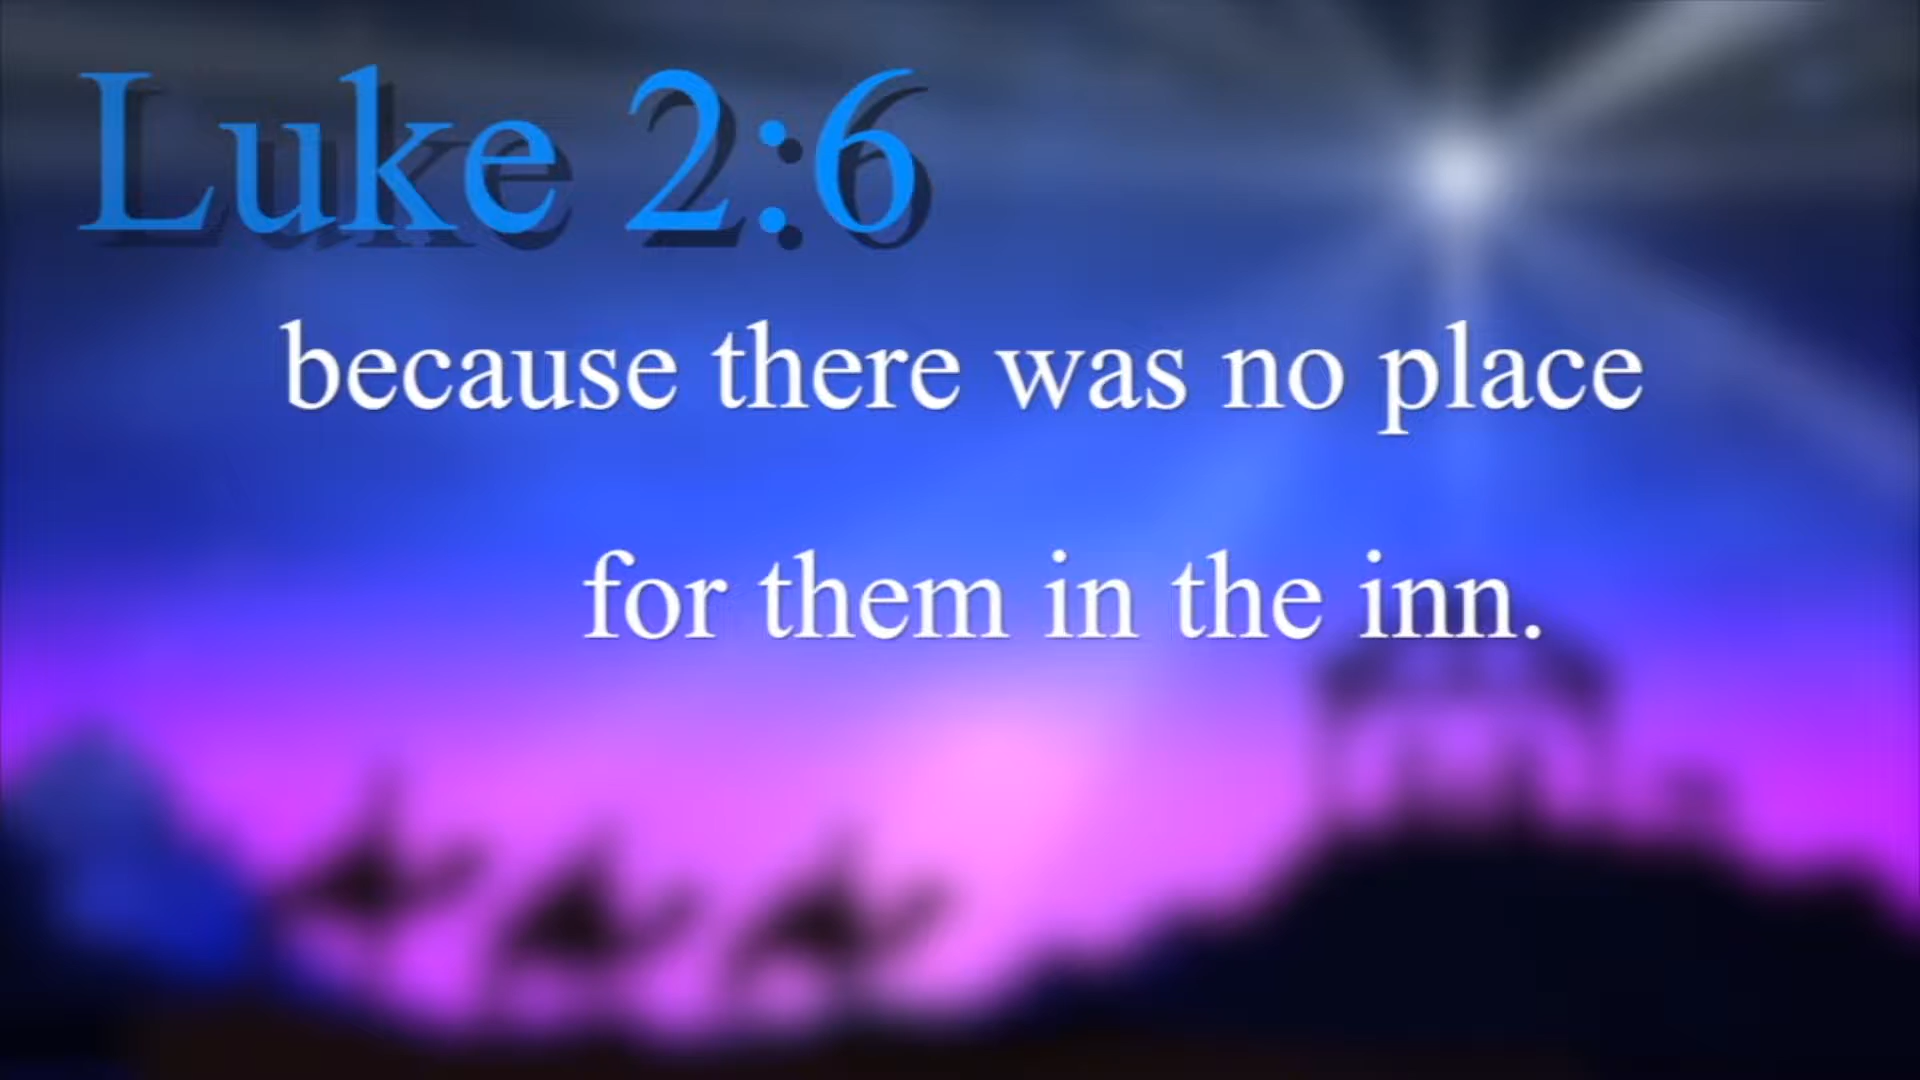 Luke 2:6
because there was no place
for them in the inn.